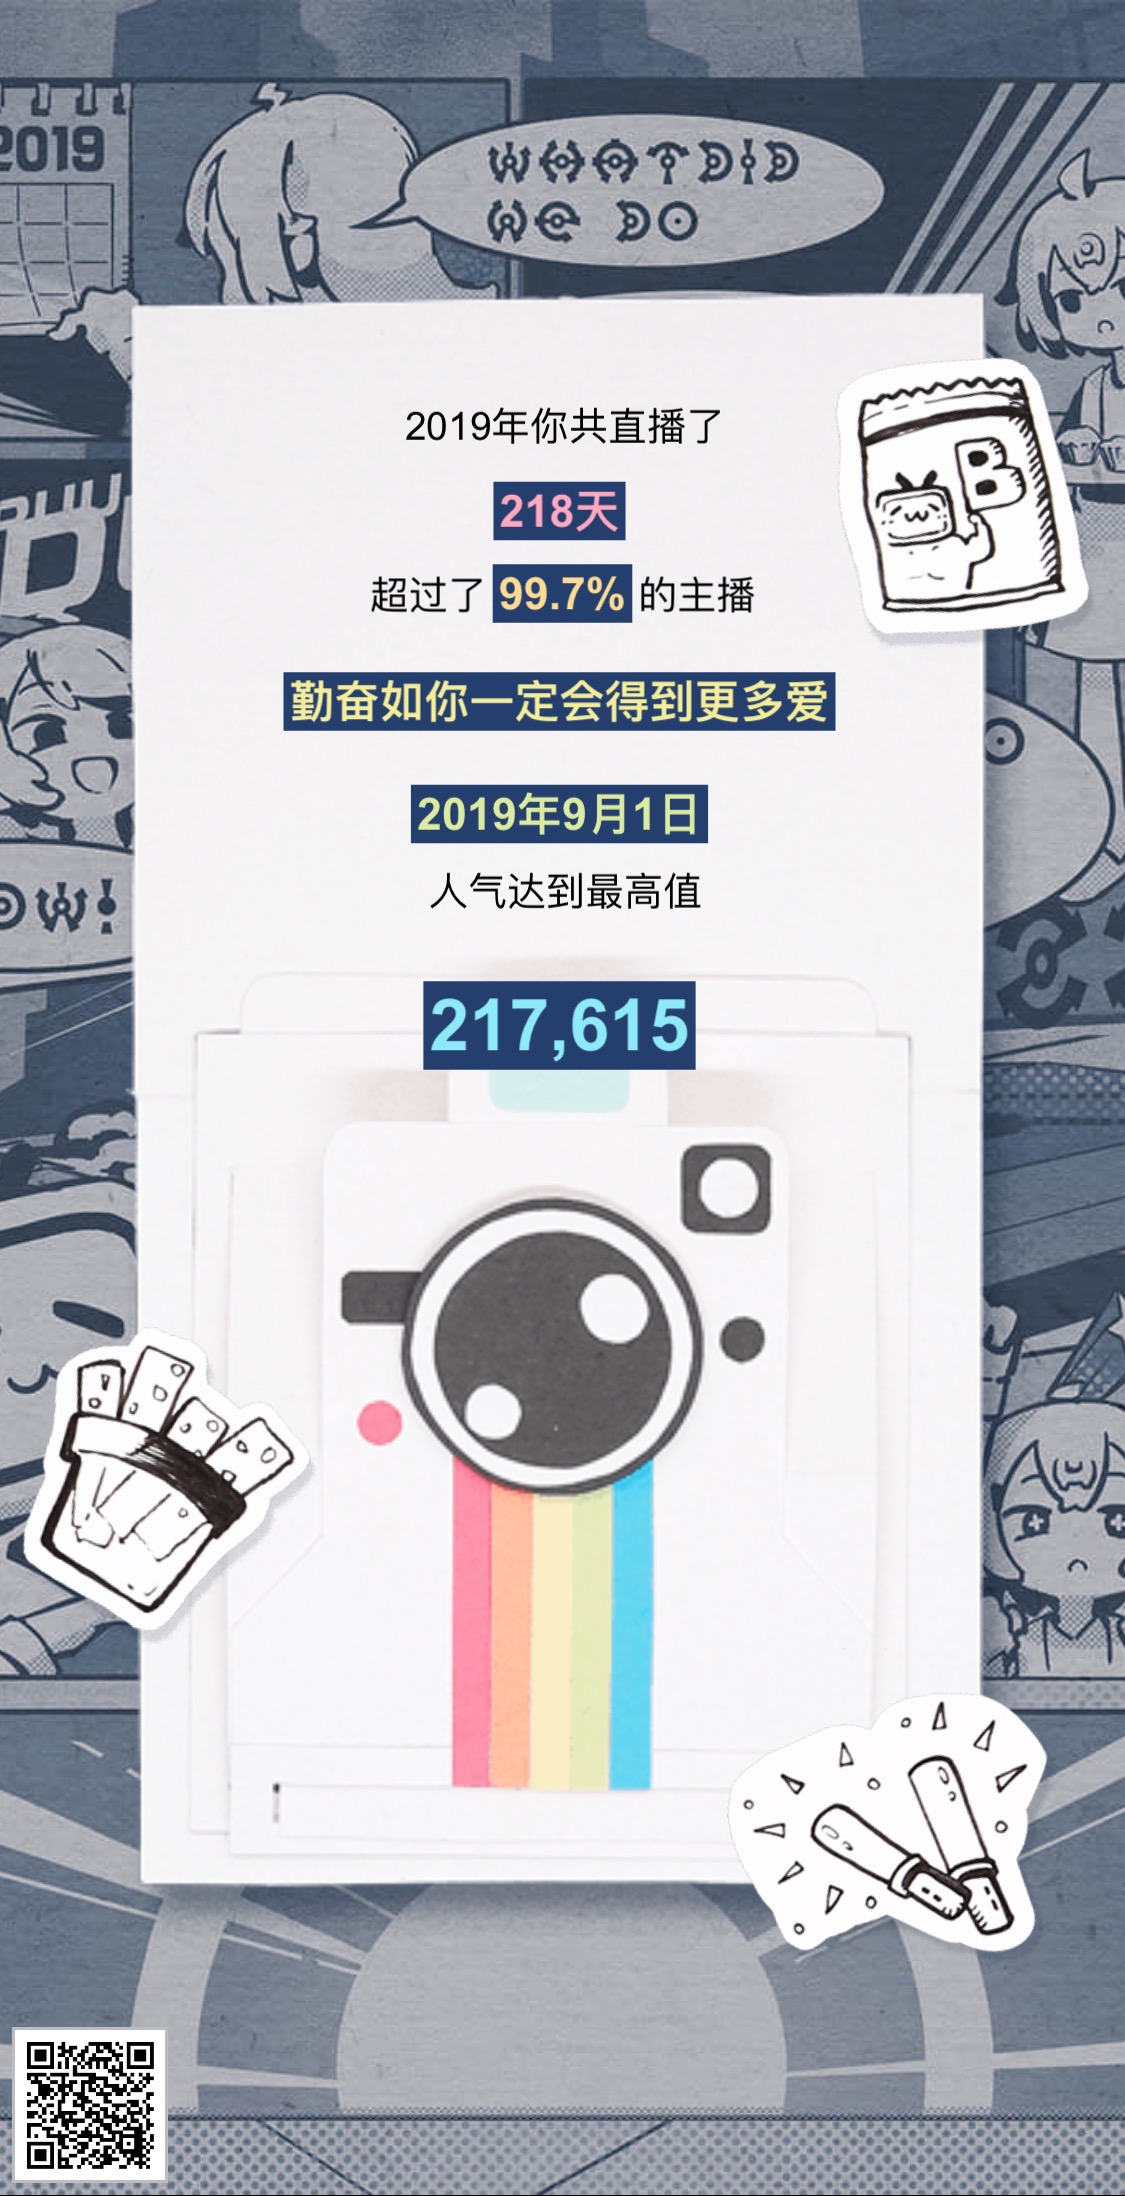 2019
WHAT DID
WE DO
2019年你共直播了
218天
超过了 99.7% 的主播
B
勤奋如你一定会得到更多爱
2019年9月1日
人气达到最高值
OW!
217,615